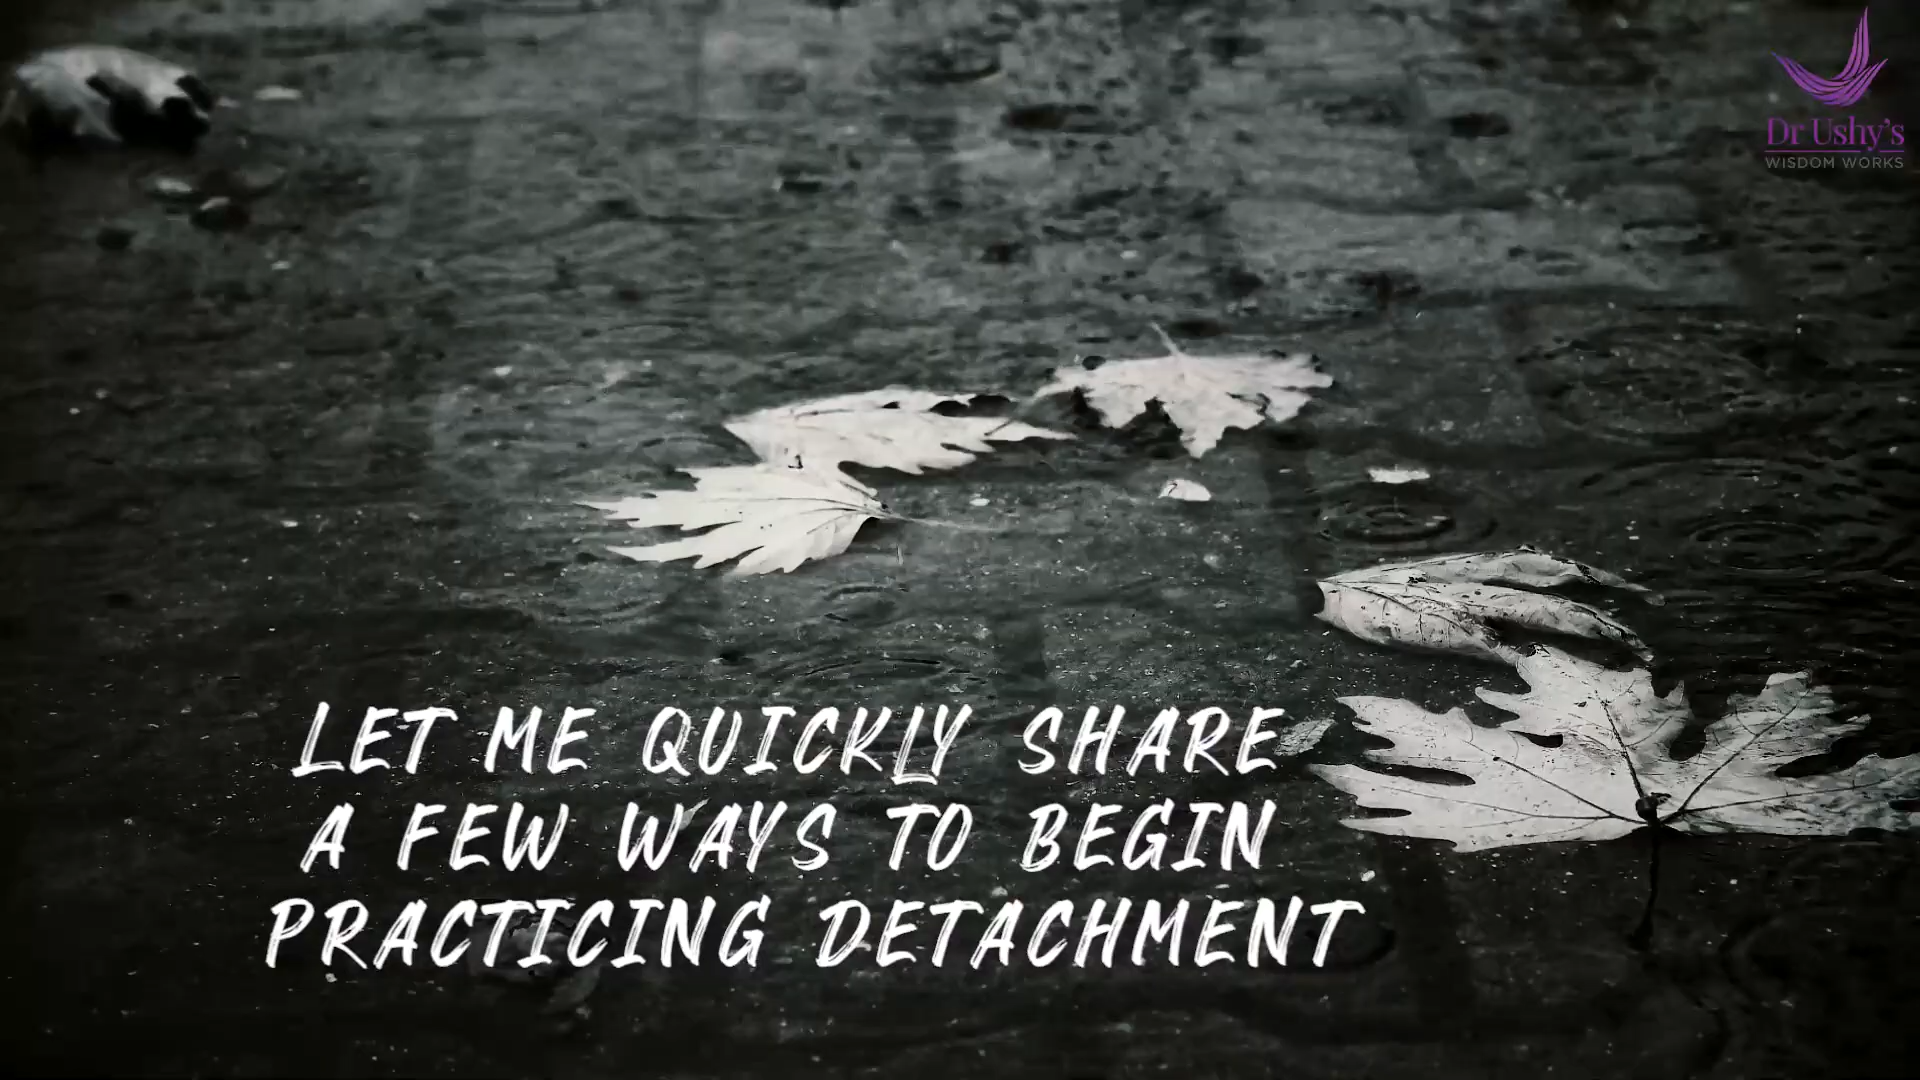 Dr Ushy's
WISDOM WORKS
LET ME QUICKLY SHARE
A FEW WAYS TO BEGIN
PRACTICING DETACHMENT